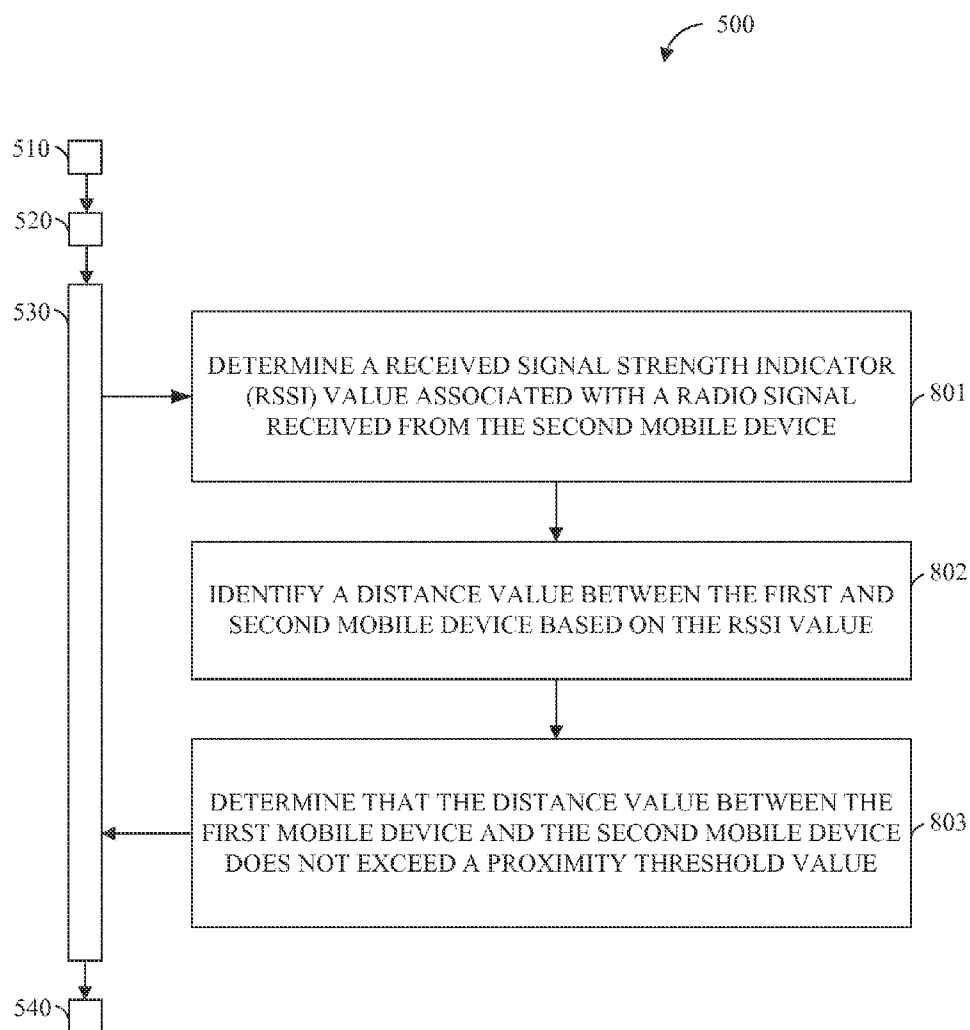 500
510
520
530
DETERMINE A RECEIVED SIGNAL STRENGTH INDICATOR
(RSSI) VALUE ASSOCIATED WITH A RADIO SIGNAL
RECEIVED FROM THE SECOND MOBILE DEVICE
801
IDENTIFY A DISTANCE VALUE BETWEEN THE FIRST AND
SECOND MOBILE DEVICE BASED ON THE RSSI VALUE
802
DETERMINE THAT THE DISTANCE VALUE BETWEEN THE
FIRST MOBILE DEVICE AND THE SECOND MOBILE DEVICE
DOES NOT EXCEED A PROXIMITY THRESHOLD VALUE
803
540